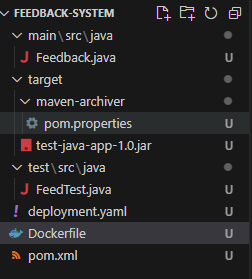 FEEDBACK-SYSTEM
main\src\java
Feedback.java U
target
maven-archiver
pom.properties U
test-java-app-1.0.jar U
test\src\java
FeedTest.java U
deployment.yaml U
Dockerfile U
pom.xml U